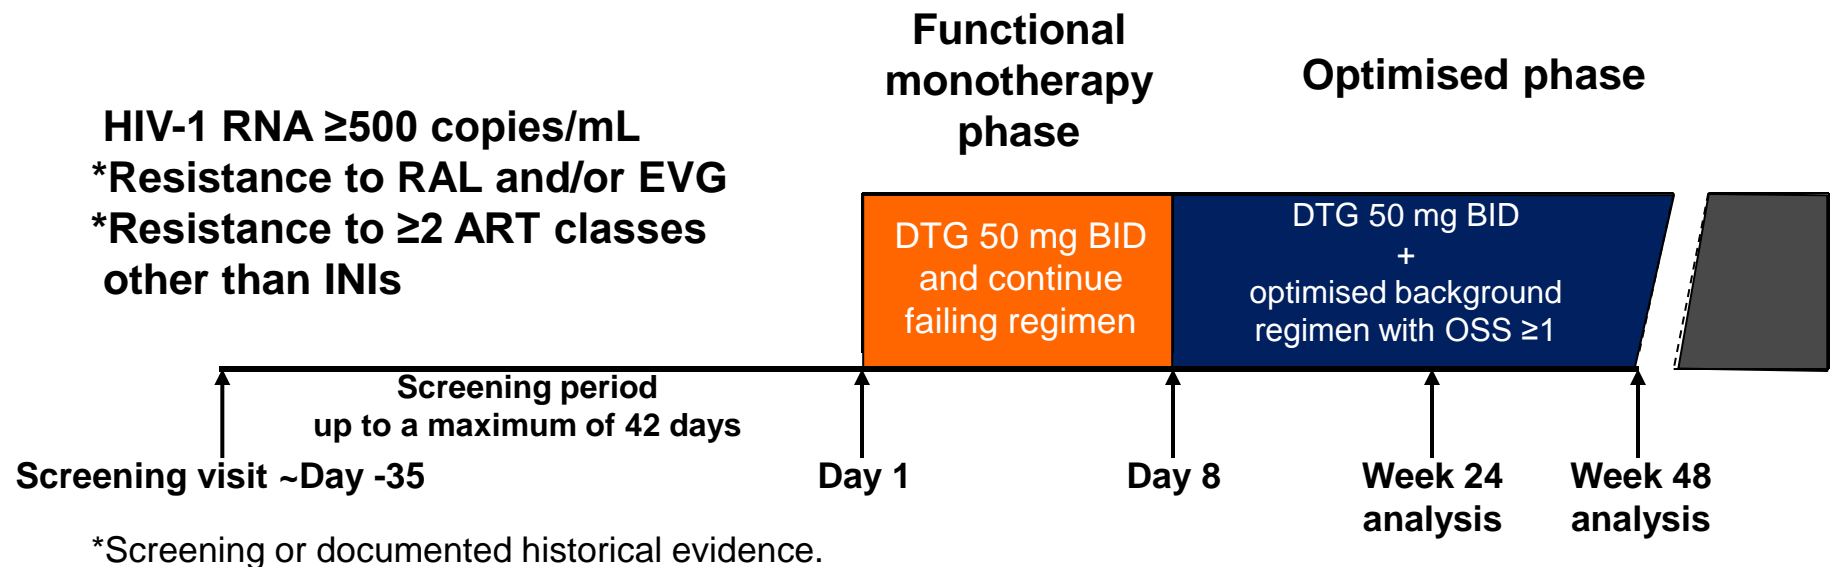 Functional
monotherapy
phase
Optimised phase
HIV-1 RNA ≥500 copies/mL
*Resistance to RAL and/or EVG
*Resistance to ≥2 ART classes
other than INIs
DTG 50 mg BID
and continue
failing regimen
DTG 50 mg BID
+
optimised background
regimen with OSS ≥1
Screening period
up to a maximum of 42 days
Screening visit ~Day -35
Day 1
Day 8
Week 24
analysis
Week 48
analysis
*Screening or documented historical evidence.